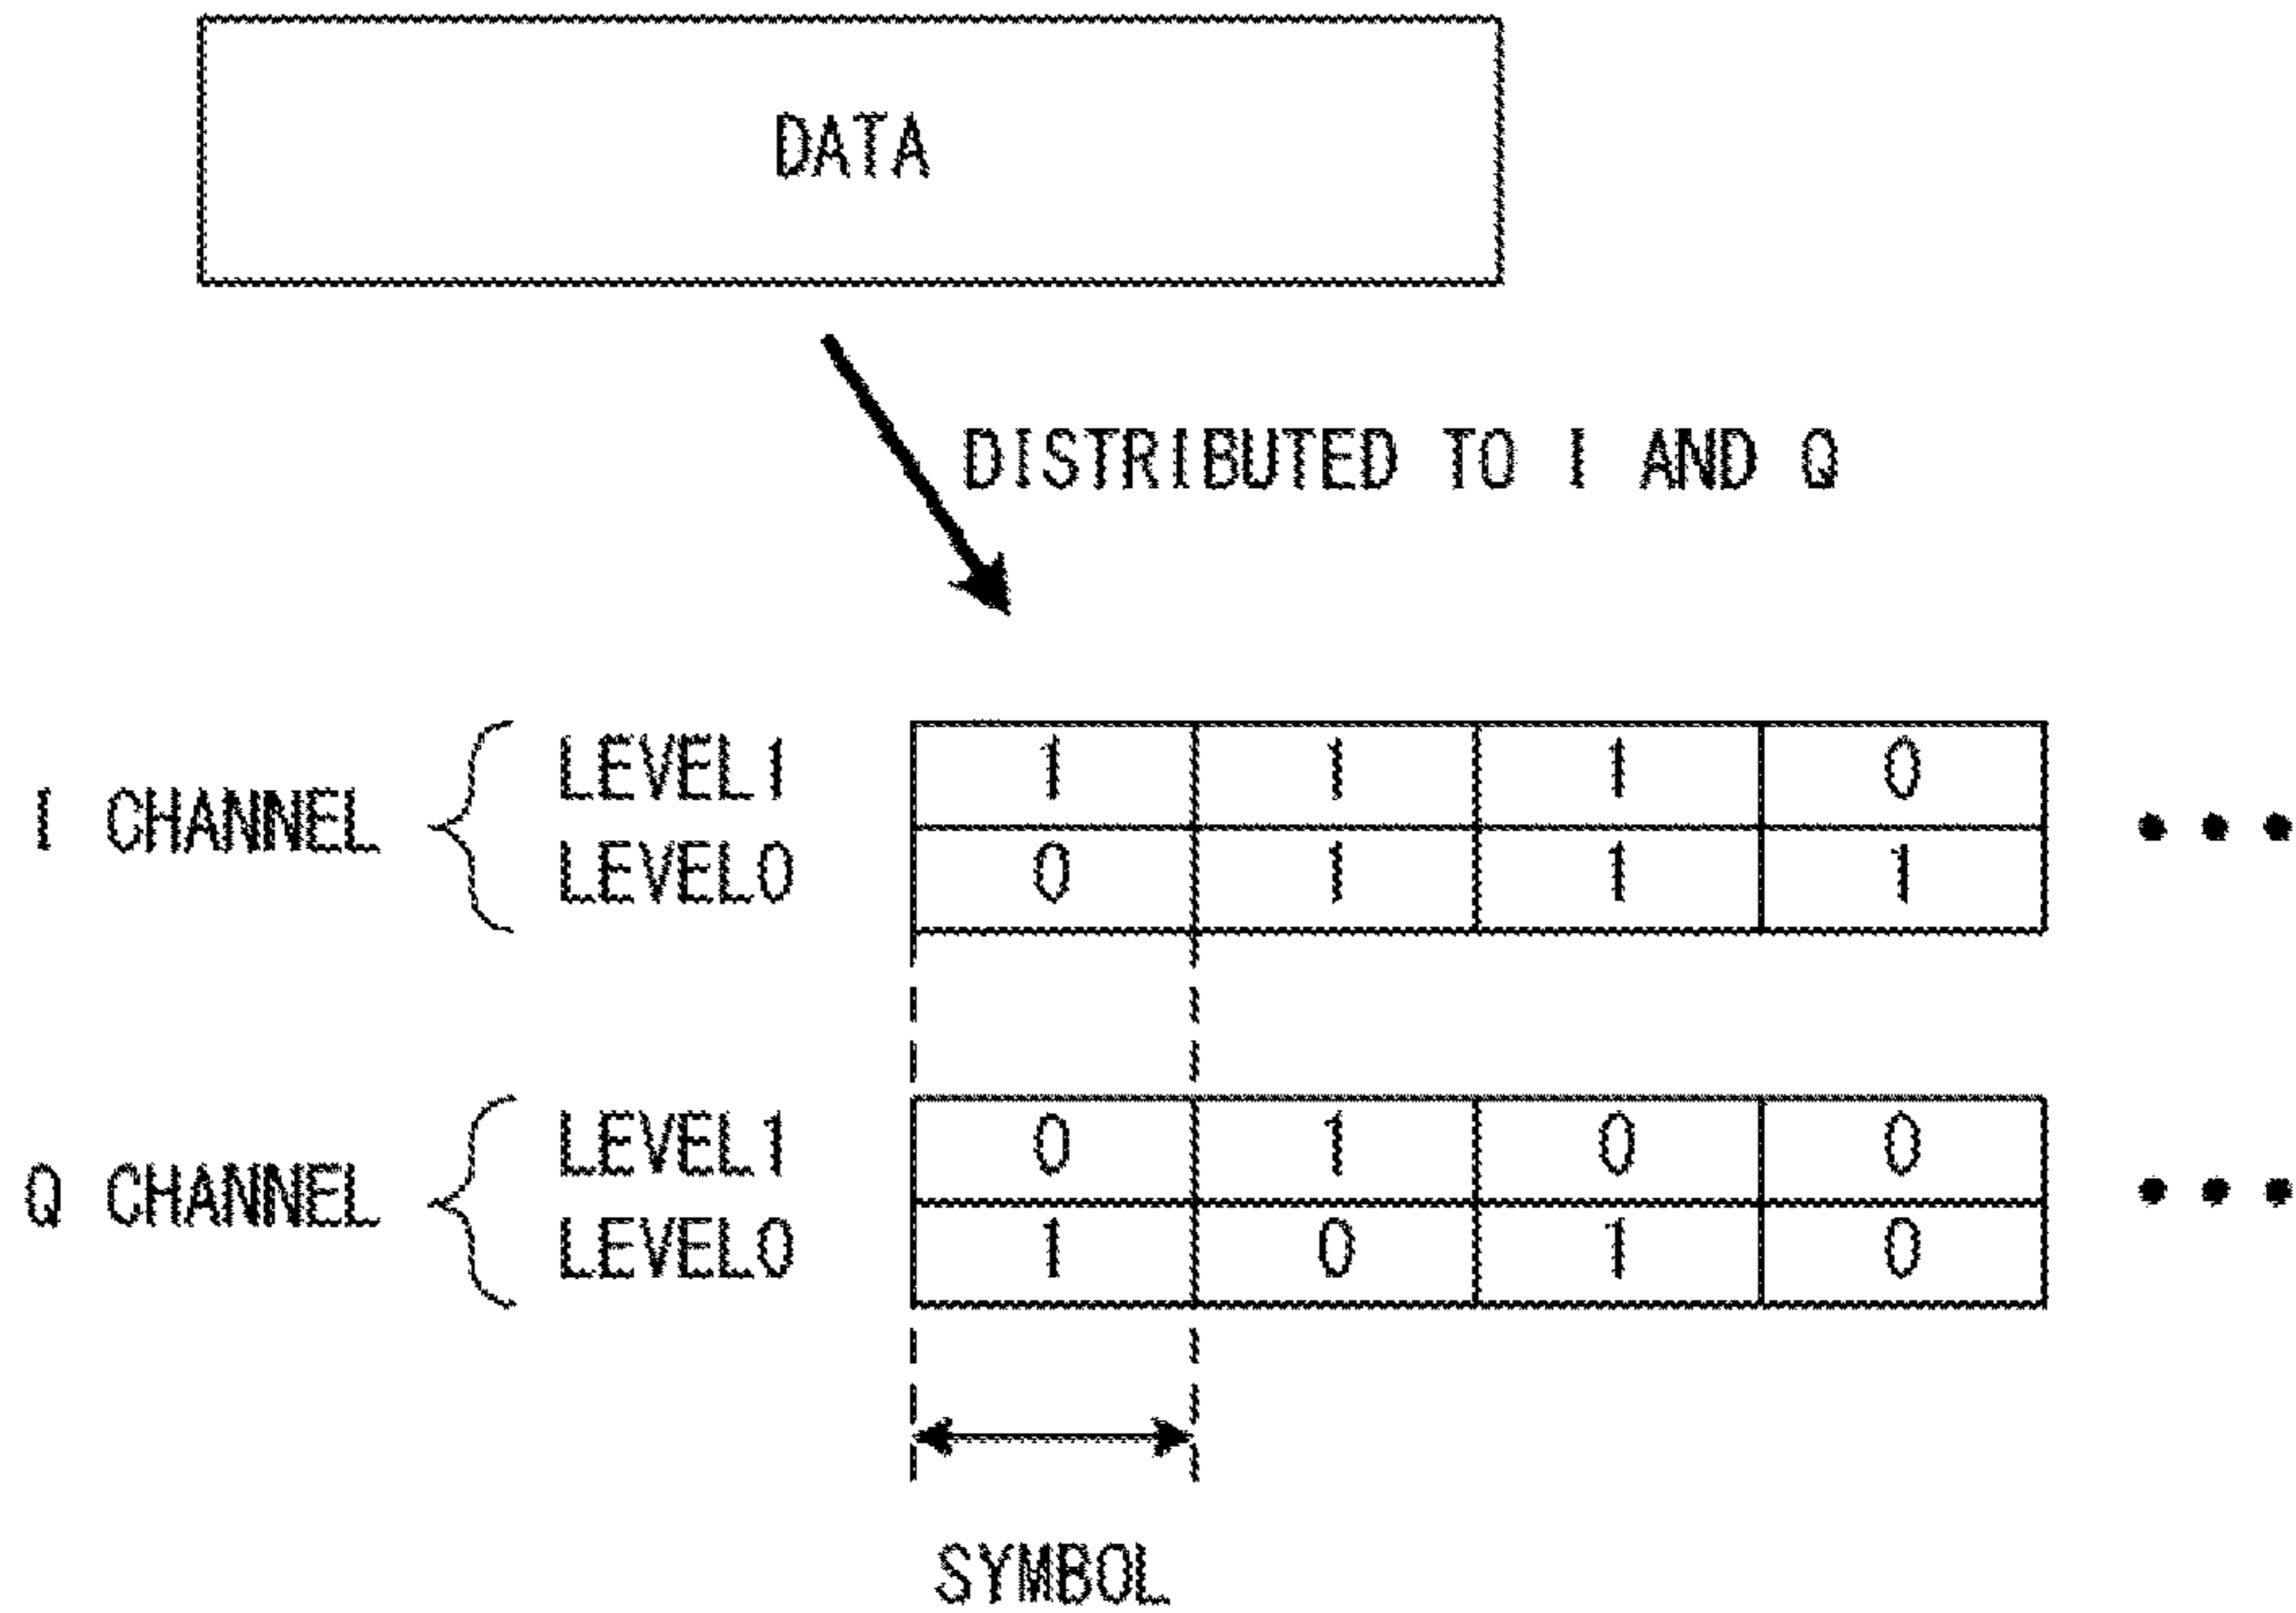 DATA
DISTRIBUTED TO I AND Q
I CHANNEL
LEVEL1 1 1 1 0
LEVEL0 0 1 1 1
Q CHANNEL
LEVEL1 0 1 0 0
LEVEL0 1 0 1 0
SYMBOL